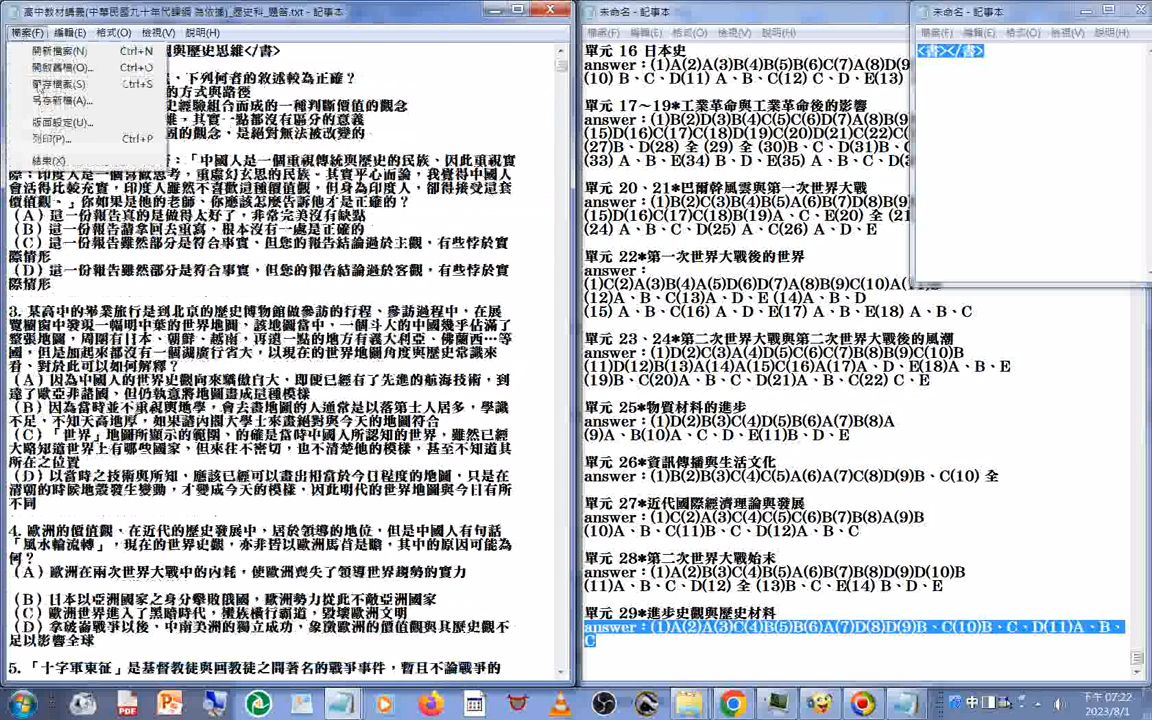 高中教材講義(中華民國九十年代課綱 為依據)_歷史科_題答.txt - 記事本
檔案(F) 編輯(E) 格式(O) 檢視(V) 說明(H)
開新檔案(N) Ctrl+N
開啟舊檔(O)... Ctrl+O
儲存檔案(S) Ctrl+S
另存新檔(A)...
版面設定(U)...
列印(P)... Ctrl+P
結束(X)
與歷史思維</書>
、下列何者的敘述較為正確？
的方式與路徑
史經驗組合而成的一種判斷價值的觀念
維，其實一點都沒有區分的意義
的觀念，是絕對無法被改變的
：「中國人是一個重視傳統與歷史的民族、因此重視實
際；印度人是一個喜歡思考，重虛幻玄思的民族。其實平心而論，我覺得中國人
會活得比較充實，印度人雖然不喜歡這種價值觀，但身為印度人，卻得接受這套
價值觀。」你如果是他的老師、你應該怎麼告訴他才是正確的？
(A) 這一份報告真的是做得太好了，非常完美沒有缺點
(B) 這一份報告請拿回去重寫，根本沒有一處是正確的
(C) 這一份報告雖然部分是符合事實、但您的報告結論過於主觀，有些悖於實
際情形
(D) 這一份報告雖然部分是符合事實，但您的報告結論過於客觀，有些悖於實
際情形
3. 某高中的畢業旅行是到北京的歷史博物館做參訪的行程、參訪過程中，在展
覽櫥窗中發現一幅明中葉的世界地圖、該地圖當中，一個斗大的中國幾乎佔滿了
整張地圖，周圍有日本、朝鮮、越南，再遠一點的地方有義大利亞、佛蘭西…等
國，但是加起來都沒有一個湖廣行省大，以現在的世界地圖角度與歷史常識來
看、對於此可以如何解釋？
(A) 因為中國人的世界史觀向來驕傲自大，即便已經有了先進的航海技術，到
達了歐亞非諸國，但仍執意將地圖畫成這種模樣
(B) 因為當時並不重視輿地學，會去畫地圖的人通常是以落第士人居多，學識
不足，不知天高地厚，如果請內閣大學士來畫絕對與今天的地圖符合
(C) 「世界」地圖所顯示的範圍，的確是當時中國人所認知的世界，雖然已經
大略知道世界上有哪些國家、但來往不密切，也不清楚他的模樣，甚至不知道其
所在之位置
(D) 以當時之技術與所知、應該已經可以畫出相當於今日程度的地圖，只是在
清朝的時候地殼發生變動，才變成今天的模樣、因此明代的世界地圖與今日有所
不同
4. 歐洲的價值觀、在近代的歷史發展中、居於領導的地位，但是中國人有句話
「風水輪流轉」，現在的世界史觀，亦非皆以歐洲馬首是瞻，其中的原因可能為
何？
(A) 歐洲在兩次世界大戰中的內耗，使歐洲喪失了領導世界趨勢的實力
(B) 日本以亞洲國家之身分擊敗俄國，歐洲勢力從此不敵亞洲國家
(C) 歐洲世界進入了黑暗時代，蠻族橫行霸道，毀壞歐洲文明
(D) 拿破崙戰爭以後，中南美洲的獨立成功，象徵歐洲的價值觀與其歷史觀不
足以影響全球
5. 「十字軍東征」是基督教徒與回教徒之間著名的戰爭事件，暫且不論戰爭的
未命名 - 記事本
檔案(F) 編輯(E) 格式(O) 檢視(V) 說明(H)
單元 16 日本史
answer：(1)A(2)A(3)B(4)B(5)B(6)A(7)D(8)D(9)
(10) B、C、D(11) A、B、C(12) C、D、E(13)
單元 17～19*工業革命與工業革命後的影響
answer：(1)B(2)D(3)B(4)C(5)C(6)D(7)A(8)D(9)
(15)D(16)C(17)C(18)D(19)C(20)D(21)C(22)C
(27)B、D(28) 全 (29) 全 (30)B、C、D(31)B、C
(33) A、B、E(34) B、D、E(35) A、B、C、D
單元 20、21*巴爾幹風雲與第一次世界大戰
answer：(1)B(2)C(3)B(4)B(5)A(6)B(7)D(8)B(9)
(15)D(16)C(17)C(18)B(19)A、C、E(20) 全 (21
(24) A、B、C、D(25) A、C(26) A、D、E
單元 22*第一次世界大戰後的世界
answer：
(1)C(2)A(3)A(4)B(5)A(6)D(7)B(8)B(9)C(10)A(11)B
(12)A、B、C(13)A、D、E (14)A、B、D
(15) A、B、C(16) A、D、E(17) A、B、E(18) A、B、C
單元 23、24*第二次世界大戰與第二次世界大戰後的風潮
answer：(1)D(2)C(3)A(4)D(5)C(6)B(7)B(8)B(9)C(10)B
(11)D(12)B(13)A(14)A(15)C(16)A(17)A、D、E(18)A、B、E
(19)B、C(20)A、B、C、D(21)A、B、C(22) C、E
單元 25*物質材料的進步
answer：(1)D(2)B(3)C(4)D(5)A(6)B(7)B(8)A
(9)A、B(10)A、C、D、E(11)B、D、E
單元 26*資訊傳播與生活文化
answer：(1)B(2)B(3)C(4)C(5)A(6)A(7)C(8)D(9)B、C(10) 全
單元 27*近代國際經濟理論與發展
answer：(1)C(2)A(3)C(4)C(5)C(6)B(7)B(8)A(9)B
(10)A、B、C(11)B、C、D(12)A、B、C
單元 28*第二次世界大戰始末
answer：(1)A(2)B(3)C(4)B(5)A(6)B(7)C(8)D(9)D(10)B
(11)A、B、C、D(12) 全 (13)B、C、E(14) B、D、E
單元 29*進步史觀與歷史材料
answer：(1)A(2)A(3)C(4)B(5)B(6)A(7)D(8)D(9)B、C(10)B、C、D(11)A、B、
C
未命名 - 記事本
檔案(F) 編輯(E) 格式(O) 檢視(V) 說明(H)
<書></書>
PDF
中
下午 07:22
2023/8/1